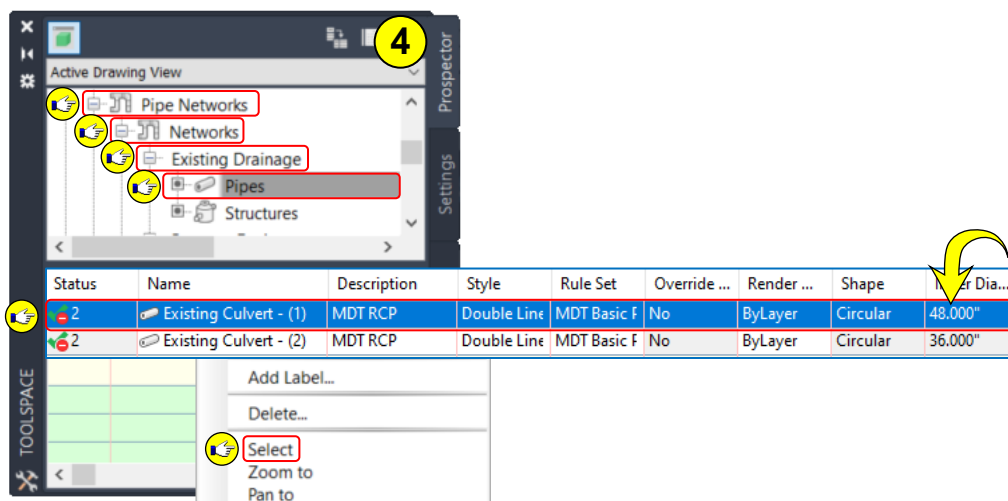 4
Active Drawing View
Pipe Networks
Networks
Existing Drainage
Pipes
Structures
Prospector
Settings
Status Name Description Style Rule Set Override ... Render ... Shape Dia...
2 Existing Culvert - (1) MDT RCP Double Line MDT Basic F No ByLayer Circular 48.000"
2 Existing Culvert - (2) MDT RCP Double Line MDT Basic F No ByLayer Circular 36.000"
Add Label...
Delete...
Select
Zoom to
Pan to
TOOLSPACE